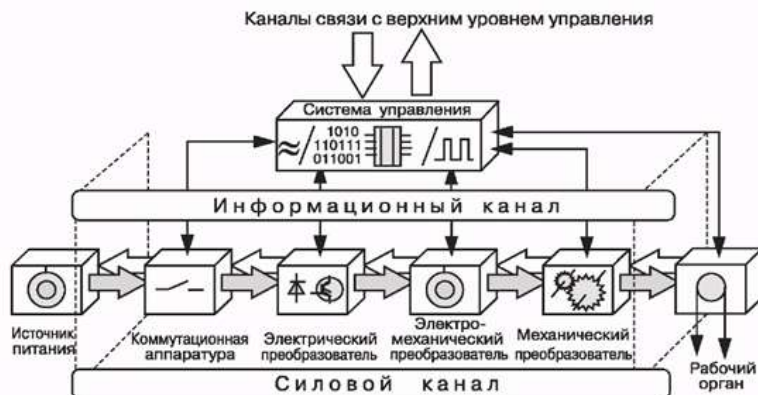 Каналы связи с верхним уровнем управления
Система управления
1010
110111
011001
Информационный канал
Источник
питания
Коммутационная
аппаратура
Электрический
преобразователь
Электро-
механический
преобразователь
Механический
преобразователь
Рабочий
орган
Силовой канал